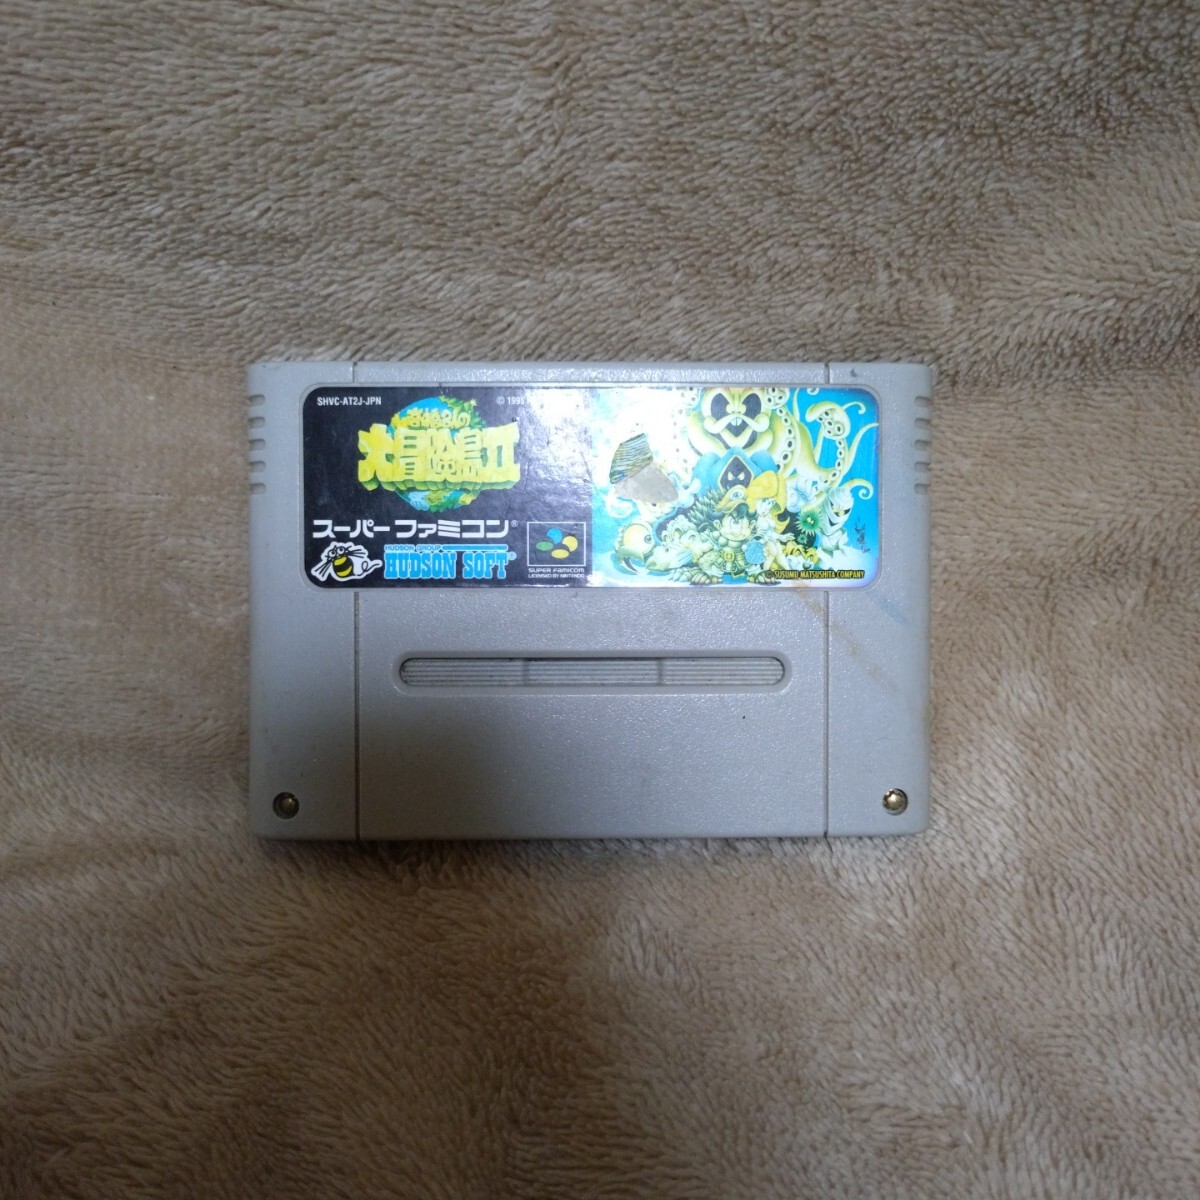 SHVC-AT2J-JPN
© 1995
高橋名人の
大冒険島II
スーパーファミコン®
HUDSON GROUP
HUDSON SOFT®
SUPER FAMICOM
LICENSED BY NINTENDO
© SUSUMU MATSUSHITA COMPANY